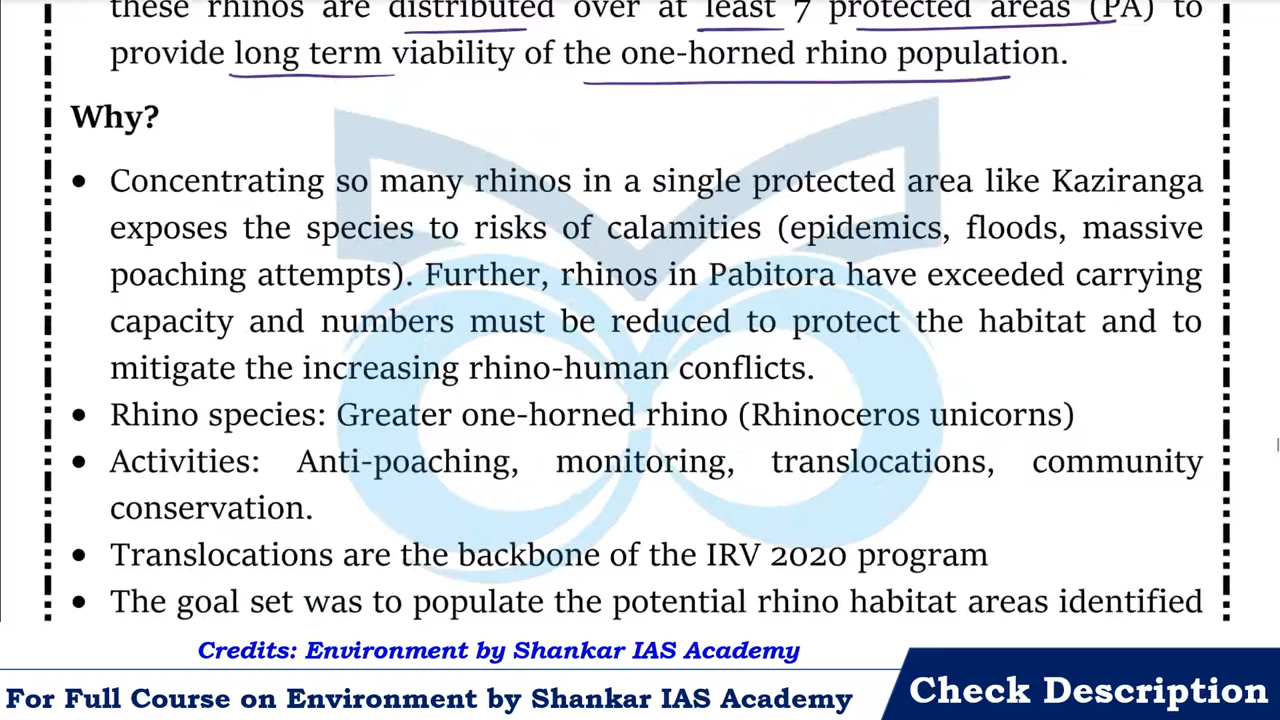 these rhinos are distributed over at least 7 protected areas (PA) to
provide long term viability of the one-horned rhino population.
Why?
• Concentrating so many rhinos in a single protected area like Kaziranga
exposes the species to risks of calamities (epidemics, floods, massive
poaching attempts). Further, rhinos in Pabitora have exceeded carrying
capacity and numbers must be reduced to protect the habitat and to
mitigate the increasing rhino-human conflicts.
• Rhino species: Greater one-horned rhino (Rhinoceros unicorns)
• Activities: Anti-poaching, monitoring, translocations, community
conservation.
• Translocations are the backbone of the IRV 2020 program
• The goal set was to populate the potential rhino habitat areas identified
Credits: Environment by Shankar IAS Academy
For Full Course on Environment by Shankar IAS Academy
Check Description